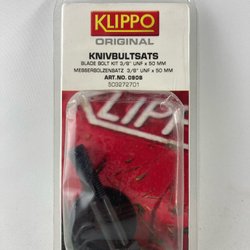 KLIPPO
ORIGINAL
KNIVBULTSATS
BLADE BOLT KIT 3/8" UNF x 50 MM
MESSERBOLZENSATZ 3/8" UNF x 50 MM
ART.NO. 0808
503272701
KLIPPO